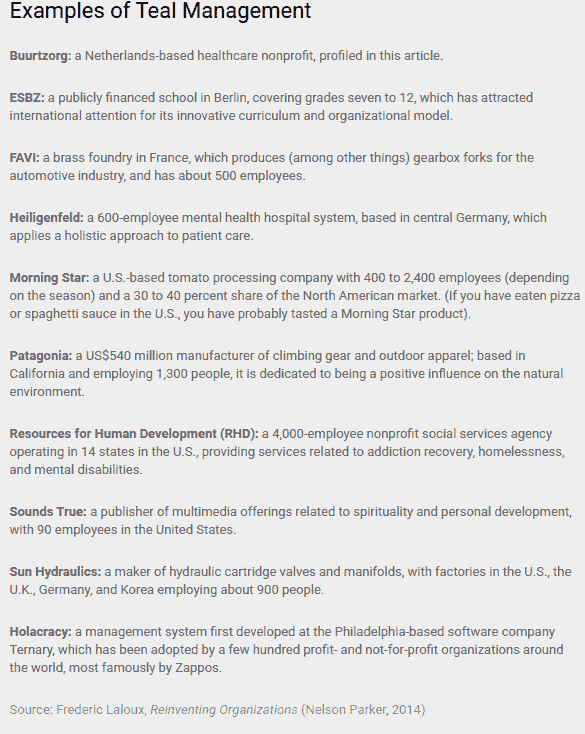 Examples of Teal Management
Buurtzorg: a Netherlands-based healthcare nonprofit, profiled in this article.
ESBZ: a publicly financed school in Berlin, covering grades seven to 12, which has attracted
international attention for its innovative curriculum and organizational model.
FAVI: a brass foundry in France, which produces (among other things) gearbox forks for the
automotive industry, and has about 500 employees.
Heiligenfeld: a 600-employee mental health hospital system, based in central Germany, which
applies a holistic approach to patient care.
Morning Star: a U.S.-based tomato processing company with 400 to 2,400 employees (depending
on the season) and a 30 to 40 percent share of the North American market. (If you have eaten pizza
or spaghetti sauce in the U.S., you have probably tasted a Morning Star product).
Patagonia: a US$540 million manufacturer of climbing gear and outdoor apparel; based in
California and employing 1,300 people, it is dedicated to being a positive influence on the natural
environment.
Resources for Human Development (RHD): a 4,000-employee nonprofit social services agency
operating in 14 states in the U.S., providing services related to addiction recovery, homelessness,
and mental disabilities.
Sounds True: a publisher of multimedia offerings related to spirituality and personal development,
with 90 employees in the United States.
Sun Hydraulics: a maker of hydraulic cartridge valves and manifolds, with factories in the U.S., the
U.K., Germany, and Korea employing about 900 people.
Holacracy: a management system first developed at the Philadelphia-based software company
Ternary, which has been adopted by a few hundred profit- and not-for-profit organizations around
the world, most famously by Zappos.
Source: Frederic Laloux, Reinventing Organizations (Nelson Parker, 2014)